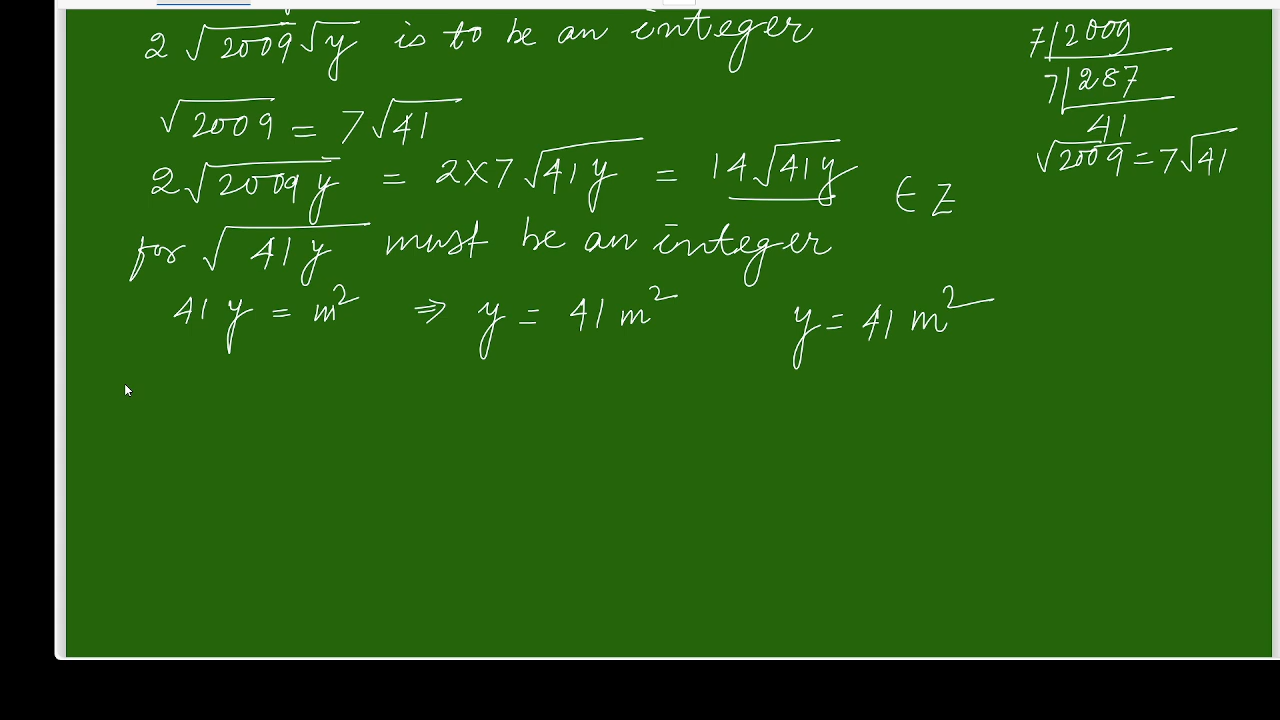 2 √2009 √y is to be an integer
7 | 2009
7 | 287
41
√2009 = 7√41
√2009 = 7√41
2√2009y = 2×7√41y = 14√41y ∈ Z
for √41y must be an integer
41y = m² ⇒ y = 41m² y = 41m²